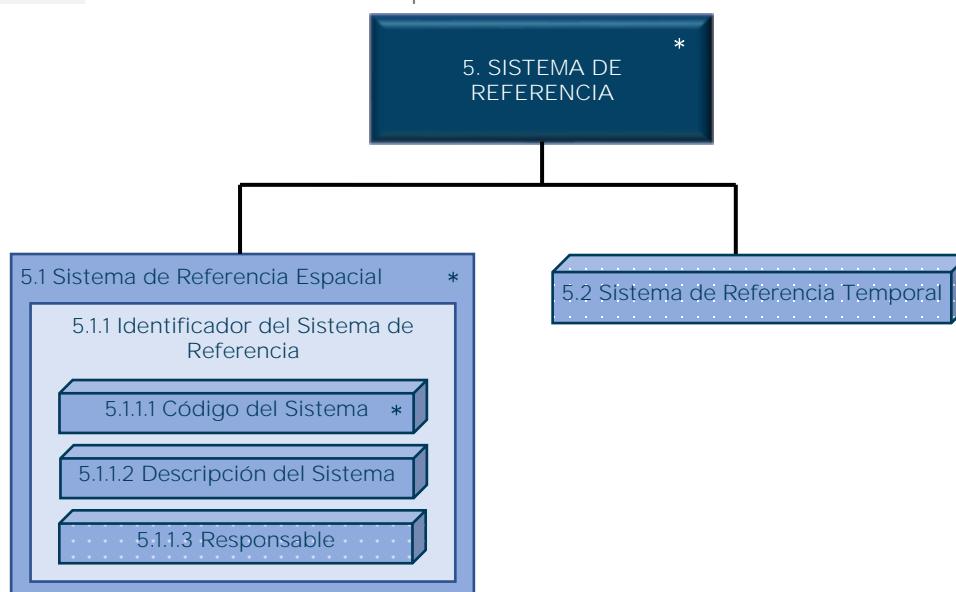 *
5. SISTEMA DE
REFERENCIA
5.1 Sistema de Referencia Espacial *
5.1.1 Identificador del Sistema de
Referencia
5.1.1.1 Código del Sistema *
5.1.1.2 Descripción del Sistema
5.1.1.3 Responsable
5.2 Sistema de Referencia Temporal